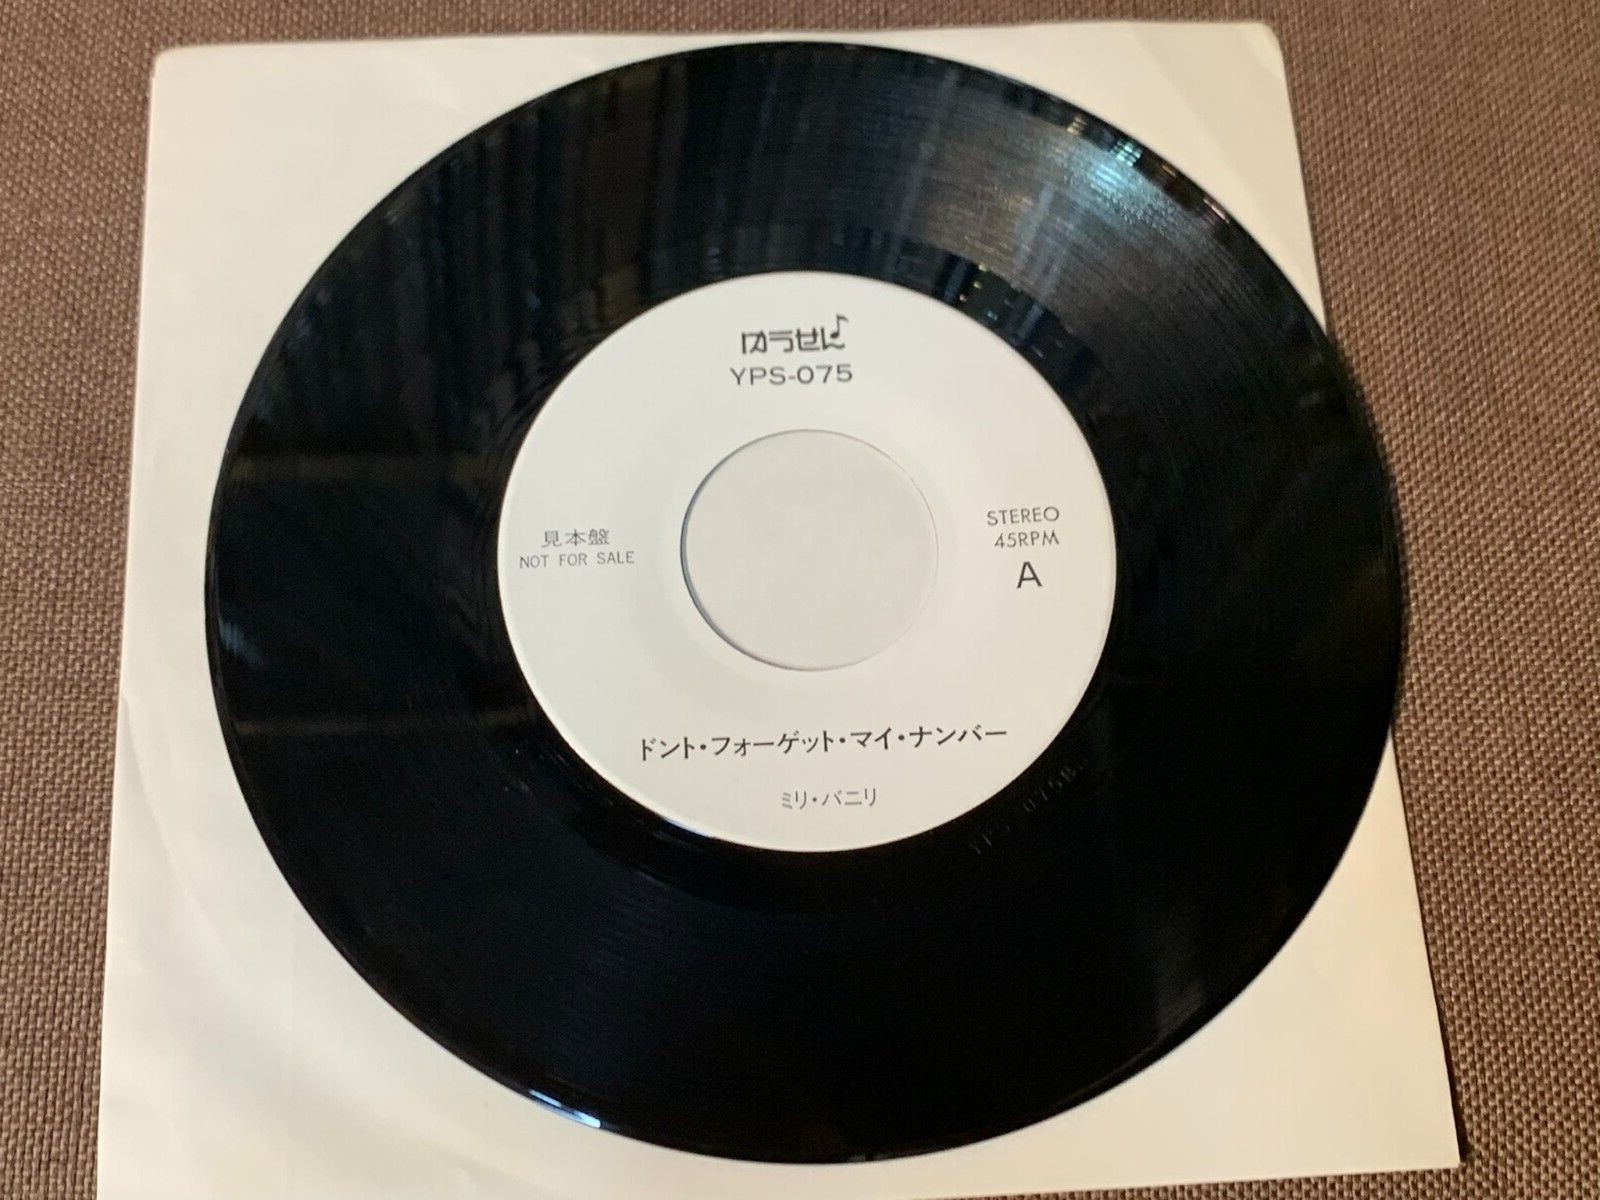 ゆうせん
YPS-075
見本盤
NOT FOR SALE
STEREO
45RPM
A
ドント・フォーゲット・マイ・ナンバー
ミリ・バニリ